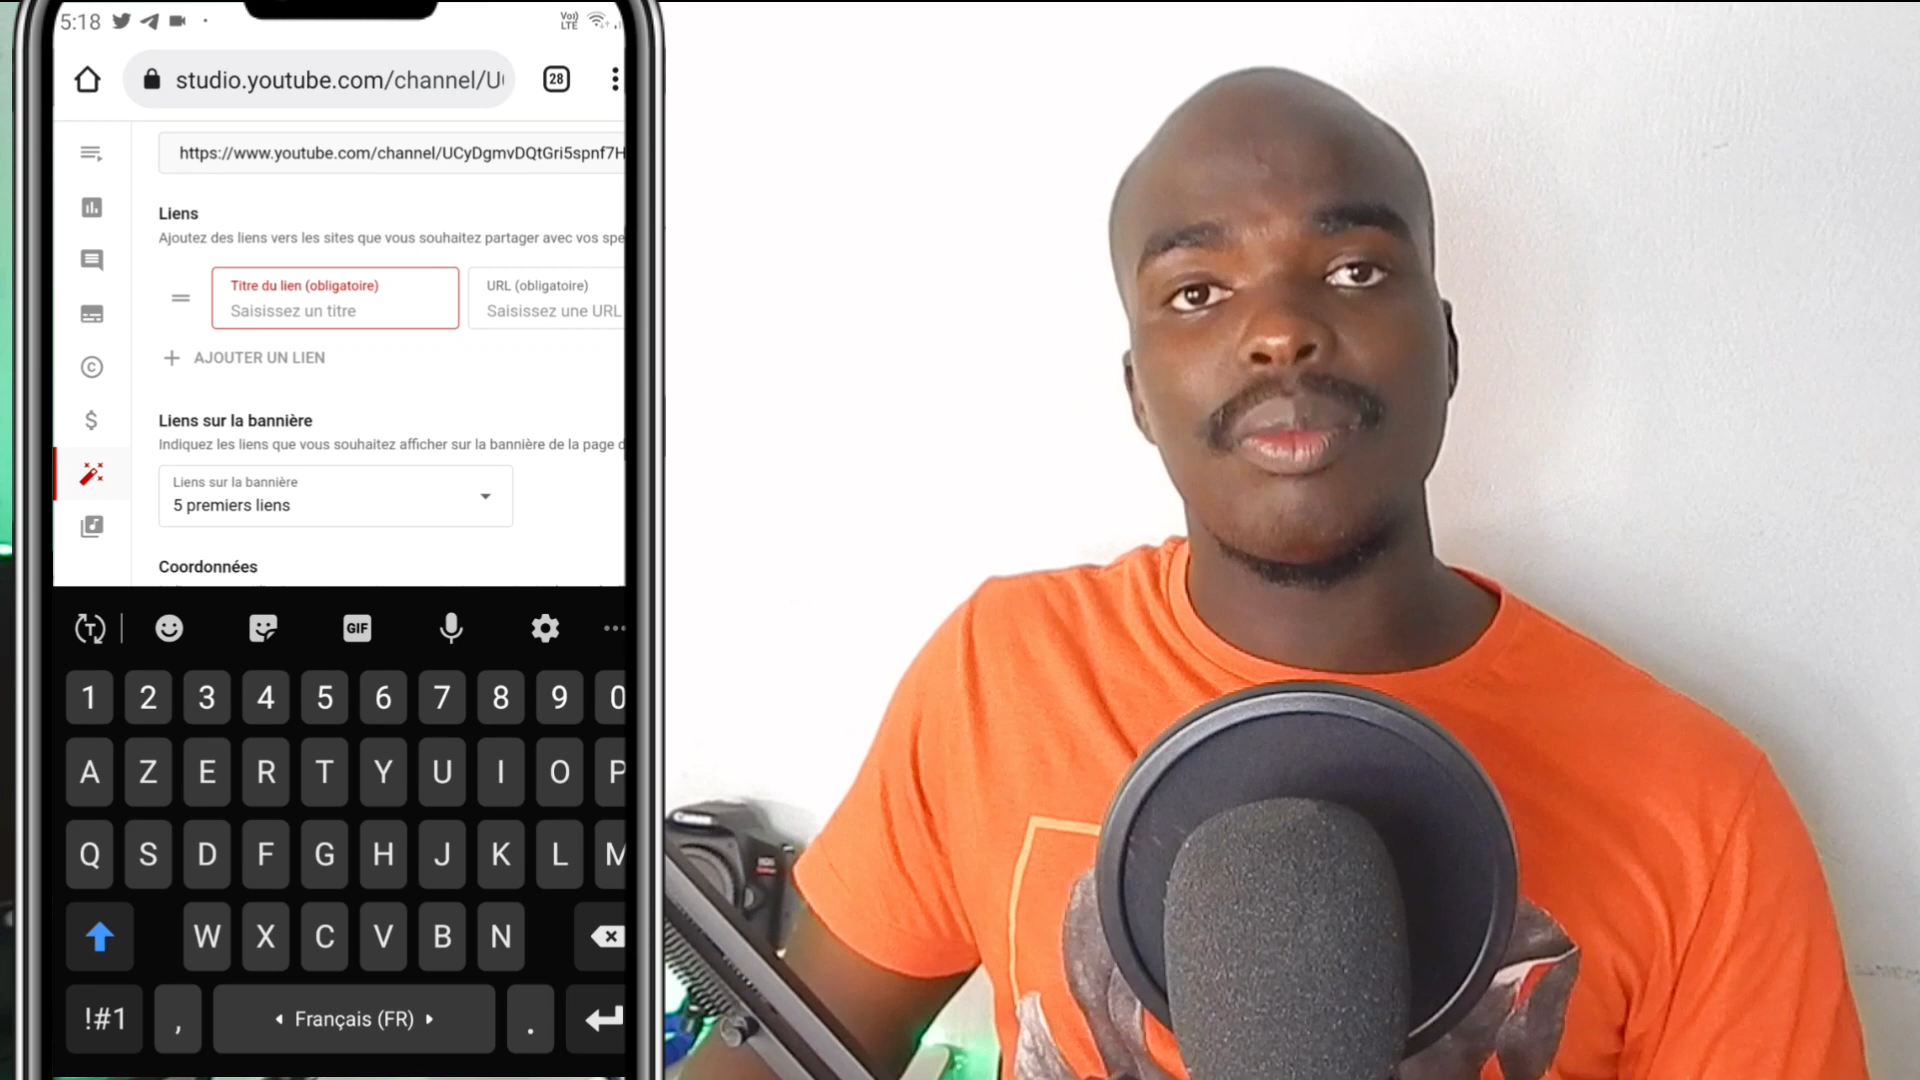 5:18
Vo)
LTE
studio.youtube.com/channel/U
28
https://www.youtube.com/channel/UCyDgmvDQtGri5spnf7H
Liens
Ajoutez des liens vers les sites que vous souhaitez partager avec vos spe
Titre du lien (obligatoire)
URL (obligatoire)
Saisissez un titre
Saisissez une URL
+ AJOUTER UN LIEN
Liens sur la bannière
Indiquez les liens que vous souhaitez afficher sur la bannière de la page d
Liens sur la bannière
5 premiers liens
Coordonnées
T
GIF
1 2 3 4 5 6 7 8 9 0
A Z E R T Y U I O P
Q S D F G H J K L M
W X C V B N
!#1 , Français (FR) .
Canon